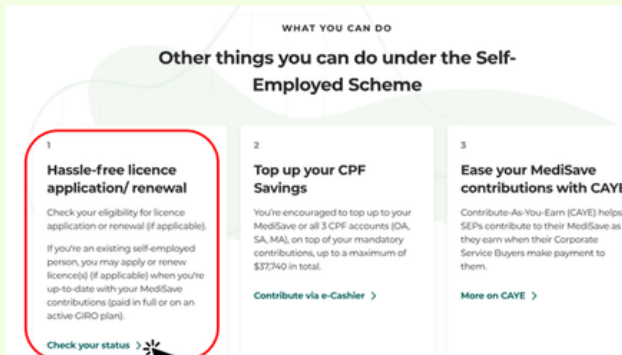 WHAT YOU CAN DO
Other things you can do under the Self-
Employed Scheme
1
Hassle-free licence
application/ renewal
Check your eligibility for licence
application or renewal (if applicable).
If you're an existing self-employed
person, you may apply or renew
licence(s) (if applicable) when you're
up-to-date with your MediSave
contributions (paid in full or on an
active GIRO plan).
Check your status >
2
Top up your CPF
Savings
You're encouraged to top up to your
MediSave or all 3 CPF accounts (OA,
SA, MA), on top of your mandatory
contributions, up to a maximum of
$37,740 in total.
Contribute via e-Cashier >
3
Ease your MediSave
contributions with CAYE
Contribute-As-You-Earn (CAYE) helps
SEPs contribute to their MediSave as
they earn when their Corporate
Service Buyers make payment to
them.
More on CAYE >